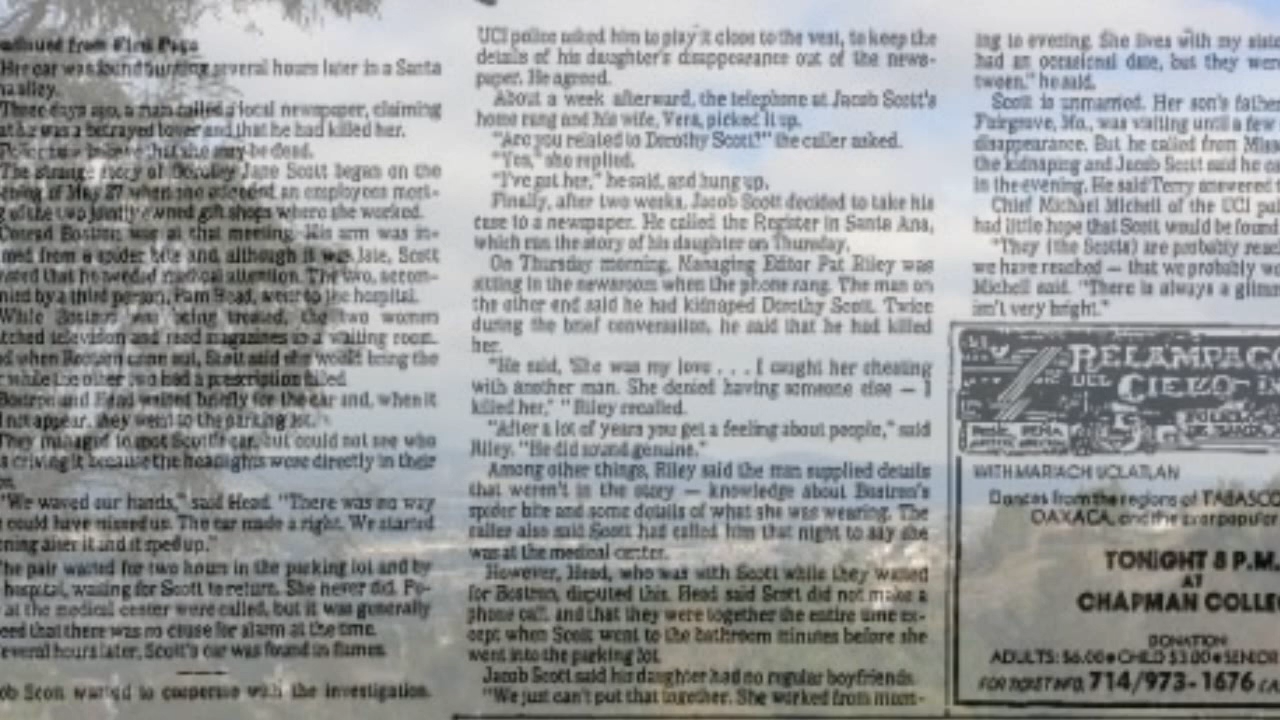 Continued from First Page
Her car was found burning several hours later in a Santa
na alley.
Three days ago, a man called a local newspaper, claiming
at he was a betrayed lover and that he had killed her.
Police say they believe that she may be dead.
The strange story of Dorothy Jane Scott began on the
ening of May 27 when she attended an employees meet-
g of the two jointly owned gift shops where she worked.
Conrad Bostron was at that meeting. His arm was in-
med from a spider bite and although it was late, Scott
sisted that he needed medical attention. The two, accom-
nied by a third person, Pam Head, went to the hospital.
While Bostron was being treated, the two women
tched television and read magazines in a waiting room.
d when Bostron came out, Scott said she would bring the
while the other two had a prescription filled
Bostron and Head waited briefly for the car and, when it
d not appear, they went to the parking lot.
They managed to spot Scott's car, but could not see who
s driving it because the headlights were directly in their
"We waved our hands," said Head. "There was no way
could have missed us. The car made a right. We started
ning after it and it sped up."
he pair waited for two hours in the parking lot and by
hospital, waiting for Scott to return. She never did. Po-
at the medical center were called, but it was generally
eed that there was no cause for alarm at the time.
everal hours later, Scott's car was found in flames.
ob Scott wanted to cooperate with the investigation.
UCI police asked him to play it close to the vest, to keep the
details of his daughter's disappearance out of the news-
paper. He agreed.
About a week afterward, the telephone at Jacob Scott's
home rang and his wife, Vera, picked it up.
"Are you related to Dorothy Scott?" the caller asked.
"Yes," she replied.
"I've got her," he said, and hung up.
Finally, after two weeks, Jacob Scott decided to take his
case to a newspaper. He called the Register in Santa Ana,
which ran the story of his daughter on Thursday.
On Thursday morning, Managing Editor Pat Riley was
sitting in the newsroom when the phone rang. The man on
the other end said he had kidnaped Dorothy Scott. Twice
during the brief conversation, he said that he had killed
her.
"He said, 'She was my love . . . I caught her cheating
with another man. She denied having someone else — I
killed her,' " Riley recalled.
"After a lot of years you get a feeling about people," said
Riley. "He did sound genuine."
Among other things, Riley said the man supplied details
that weren't in the story — knowledge about Bostron's
spider bite and some details of what she was wearing. The
caller also said Scott had called him that night to say she
was at the medical center.
However, Head, who was with Scott while they waited
for Bostron, disputed this. Head said Scott did not make a
phone call, and that they were together the entire time ex-
cept when Scott went to the bathroom minutes before she
went into the parking lot.
Jacob Scott said his daughter had no regular boyfriends.
"We just can't put that together. She worked from morn-
ing to evening. She lives with my siste
had an occasional date, but they were
tween," he said.
Scott is unmarried. Her son's father
Fairgrove, Mo., was visiting until a few
disappearance. But he called from Miss
the kidnaping and Jacob Scott said he
in the evening. He said Terry answered
Chief Michael Michell of the UCI pol
had little hope that Scott would be found
"They (the Scotts) are probably reac
we have reached — that we probably wo
Michell said. "There is always a glimm
isn't very bright."
RELAMPAGO
DEL
CIELO IN
WITH MARIACHI UCLATLAN
Dances from the regions of TABASCO
OAXACA, and the ever popular
TONIGHT 8 P.M.
AT
CHAPMAN COLLE
DONATION
ADULTS: $6.00 • CHILD $3.00 • SENIOR
FOR TICKET INFO. 714/973-1676